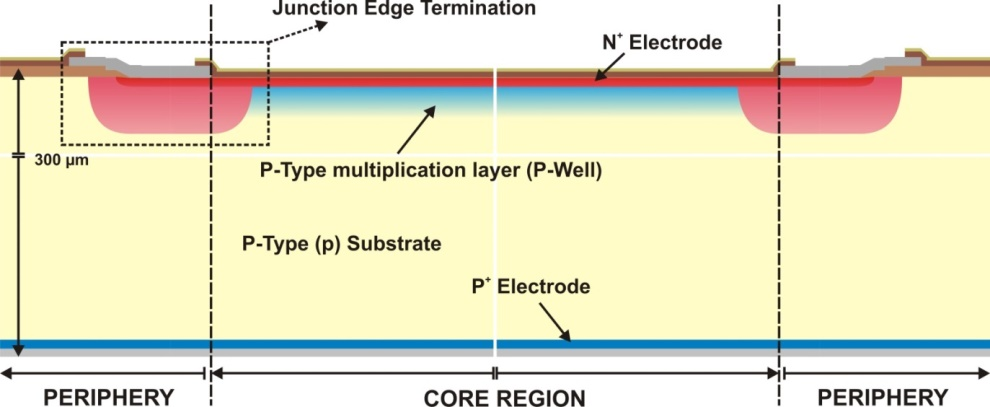 Junction Edge Termination
N+ Electrode
300 μm
P-Type multiplication layer (P-Well)
P-Type (p) Substrate
P+ Electrode
PERIPHERY
CORE REGION
PERIPHERY